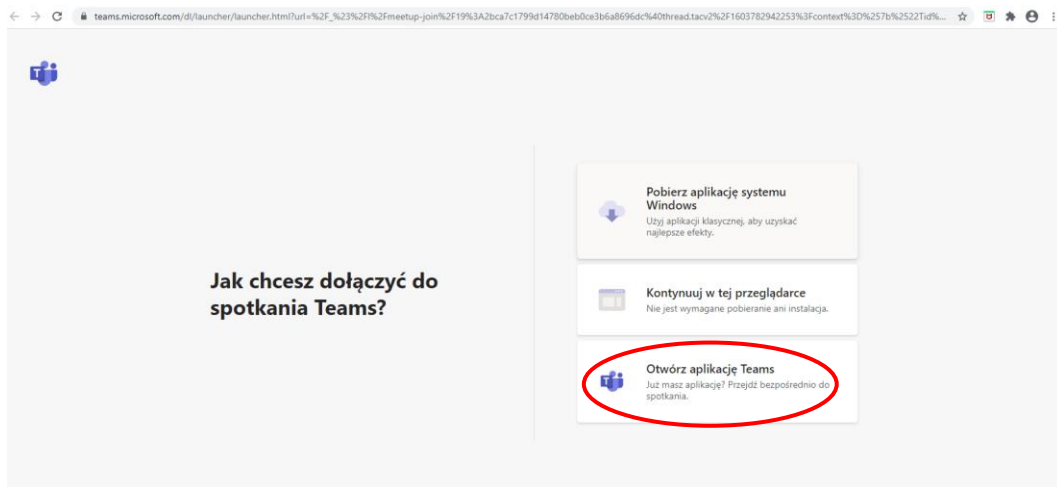 teams.microsoft.com/dl/launcher/launcher.html?url=%2F_%23%2Fl%2Fmeetup-join%2F19%3A2bca7c1799d14780beb0ce3b6a8696dc%40thread.tacv2%2F1603782942253%3Fcontext%3D%257b%2522Tid%...
Pobierz aplikację systemu
Windows
Użyj aplikacji klasycznej, aby uzyskać
najlepsze efekty.
Jak chcesz dołączyć do
spotkania Teams?
Kontynuuj w tej przeglądarce
Nie jest wymagane pobieranie ani instalacja.
Otwórz aplikację Teams
Już masz aplikację? Przejdź bezpośrednio do
spotkania.